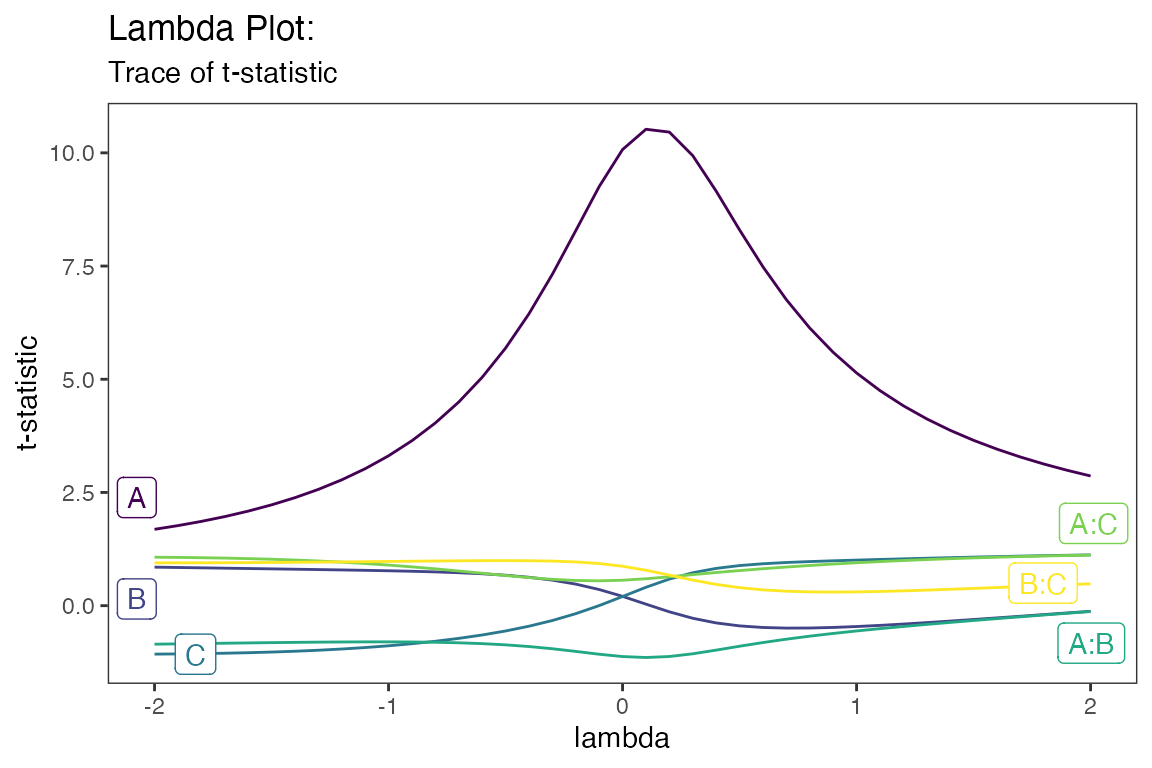 Lambda Plot:
Trace of t-statistic
10.0
7.5
5.0
2.5
0.0
t-statistic
A
B
C
A:C
B:C
A:B
-2
-1
0
1
2
lambda